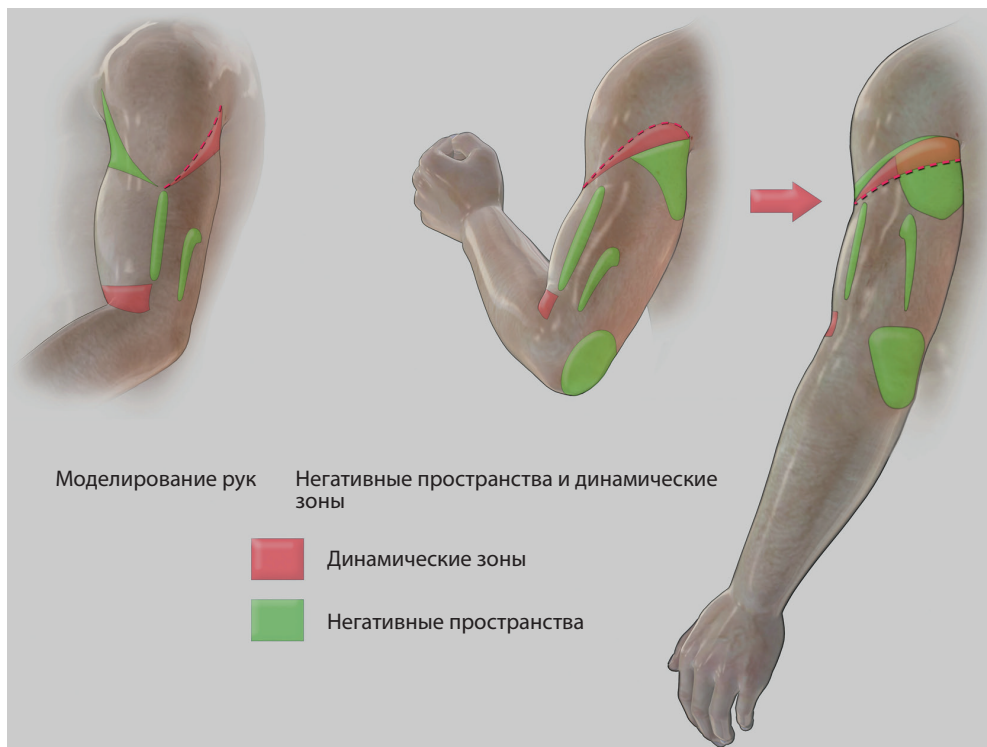 Моделирование рук
Негативные пространства и динамические
зоны
Динамические зоны
Негативные пространства